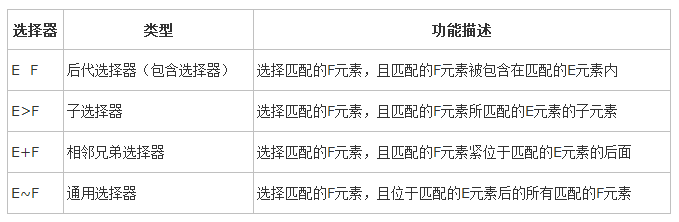 选择器 类型 功能描述
E F 后代选择器（包含选择器） 选择匹配的F元素，且匹配的F元素被包含在匹配的E元素内
E>F 子选择器 选择匹配的F元素，且匹配的F元素所匹配的E元素的子元素
E+F 相邻兄弟选择器 选择匹配的F元素，且匹配的F元素紧位于匹配的E元素的后面
E~F 通用选择器 选择匹配的F元素，且位于匹配的E元素后的所有匹配的F元素